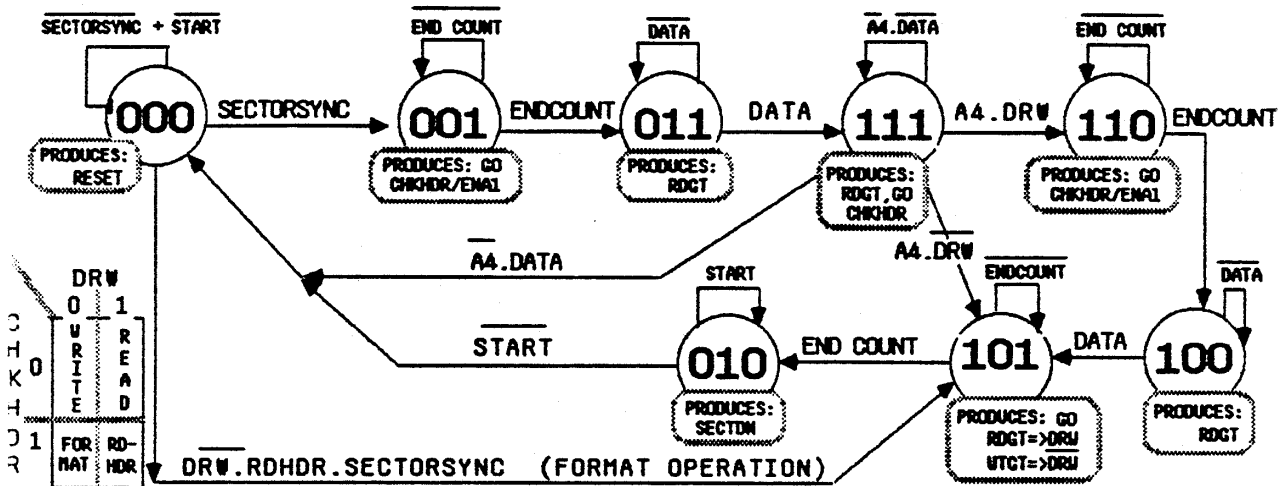 SECTORSYNC + START
END COUNT
DATA
A4.DATA
END COUNT
000
SECTORSYNC
001
ENDCOUNT
011
DATA
111
A4.DRW
110
ENDCOUNT
PRODUCES:
RESET
PRODUCES: GO
CHKHDR/ENA1
PRODUCES:
RDGT
PRODUCES:
RDGT,GO
CHKHDR
PRODUCES: GO
CHKHDR/ENA1
A4.DATA
A4.DRW
START
ENDCOUNT
DATA
DRW
0 1
CHKHDR
0
WRITE
READ
1
FOR
MAT
RD-
HDR
START
010
END COUNT
101
DATA
100
PRODUCES:
SECTDN
PRODUCES: GO
RDGT=>DRW
WTGT=>DRW
PRODUCES:
RDGT
DRW.RDHDR.SECTORSYNC (FORMAT OPERATION)